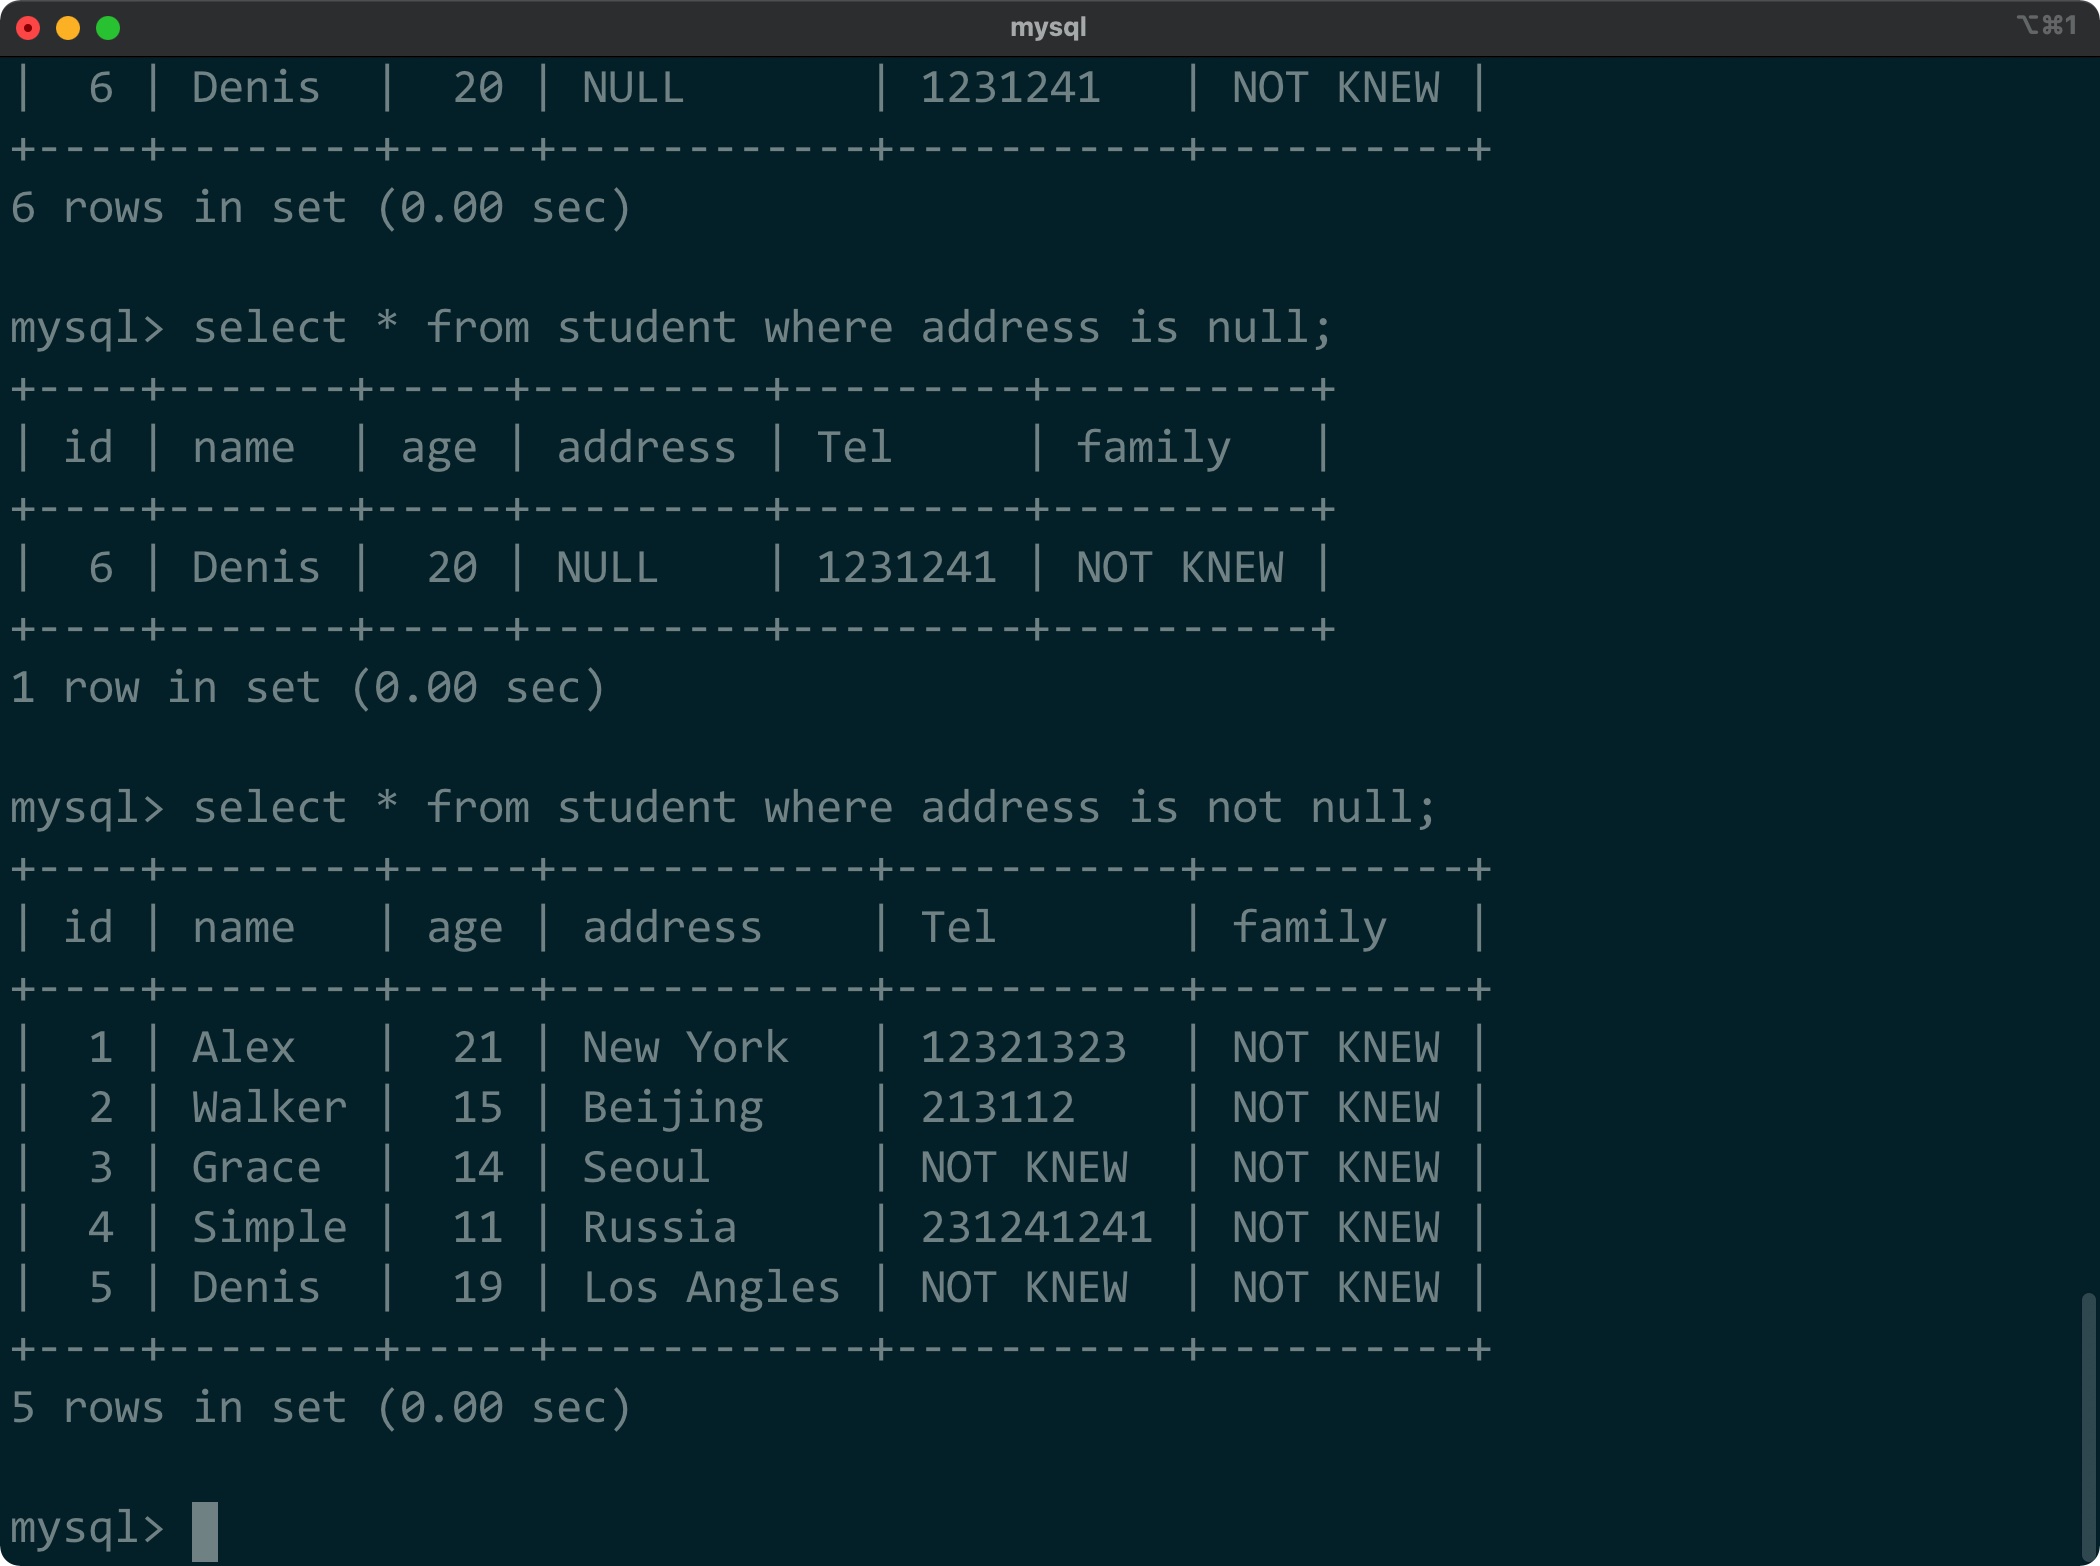 mysql
⌥⌘1
|  6 | Denis  |  20 | NULL       | 1231241   | NOT KNEW |
+----+--------+-----+------------+-----------+----------+
6 rows in set (0.00 sec)
mysql> select * from student where address is null;
+----+-------+-----+---------+---------+----------+
| id | name  | age | address | Tel     | family   |
+----+-------+-----+---------+---------+----------+
|  6 | Denis |  20 | NULL    | 1231241 | NOT KNEW |
+----+-------+-----+---------+---------+----------+
1 row in set (0.00 sec)
mysql> select * from student where address is not null;
+----+--------+-----+------------+-----------+----------+
| id | name   | age | address    | Tel       | family   |
+----+--------+-----+------------+-----------+----------+
|  1 | Alex   |  21 | New York   | 12321323  | NOT KNEW |
|  2 | Walker |  15 | Beijing    | 213112    | NOT KNEW |
|  3 | Grace  |  14 | Seoul      | NOT KNEW  | NOT KNEW |
|  4 | Simple |  11 | Russia     | 231241241 | NOT KNEW |
|  5 | Denis  |  19 | Los Angles | NOT KNEW  | NOT KNEW |
+----+--------+-----+------------+-----------+----------+
5 rows in set (0.00 sec)
mysql>